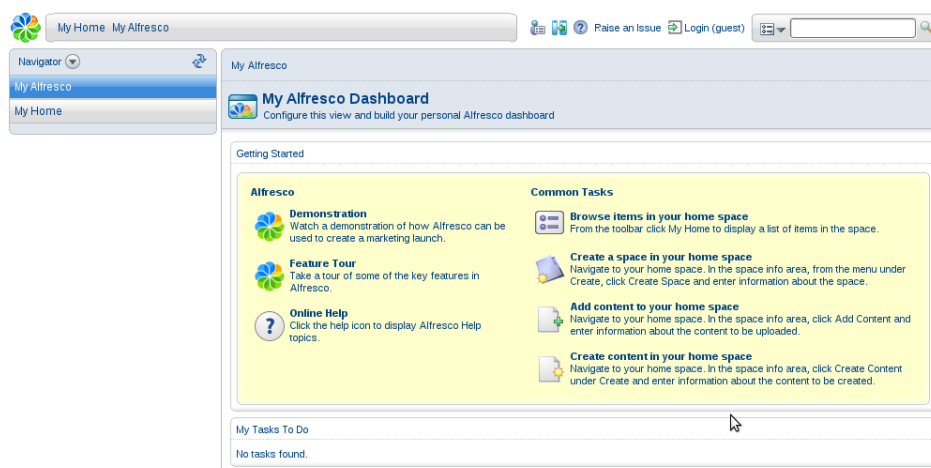 My Home My Alfresco
Raise an Issue Login (guest)
Navigator
My Alfresco
My Home
My Alfresco
My Alfresco Dashboard
Configure this view and build your personal Alfresco dashboard
Getting Started
Alfresco
Demonstration
Watch a demonstration of how Alfresco can be
used to create a marketing launch.
Feature Tour
Take a tour of some of the key features in
Alfresco.
Online Help
Click the help icon to display Alfresco Help
topics.
Common Tasks
Browse items in your home space
From the toolbar click My Home to display a list of items in the space.
Create a space in your home space
Navigate to your home space. In the space info area, from the menu under
Create, click Create Space and enter information about the space.
Add content to your home space
Navigate to your home space. In the space info area, click Add Content and
enter information about the content to be uploaded.
Create content in your home space
Navigate to your home space. In the space info area, click Create Content
under Create and enter information about the content to be created.
My Tasks To Do
No tasks found.